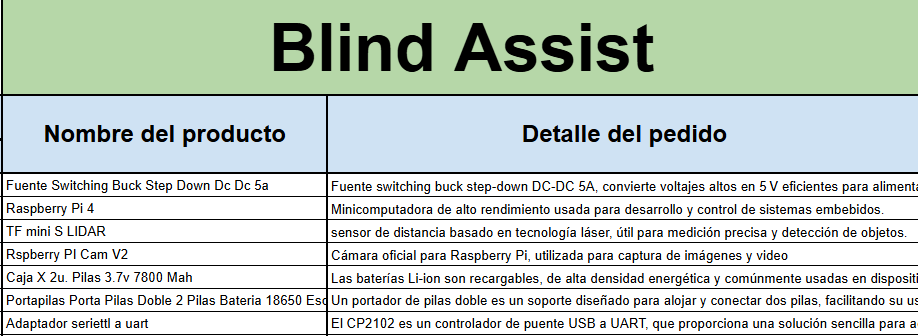 Blind Assist
Nombre del producto Detalle del pedido
Fuente Switching Buck Step Down Dc Dc 5a Fuente switching buck step-down DC-DC 5A, convierte voltajes altos en 5 V eficientes para alimenta
Raspberry Pi 4 Minicomputadora de alto rendimiento usada para desarrollo y control de sistemas embebidos.
TF mini S LIDAR sensor de distancia basado en tecnología láser, útil para medición precisa y detección de objetos.
Rspberry PI Cam V2 Cámara oficial para Raspberry Pi, utilizada para captura de imágenes y video
Caja X 2u. Pilas 3.7v 7800 Mah Las baterías Li-ion son recargables, de alta densidad energética y comúnmente usadas en dispositi
Portapilas Porta Pilas Doble 2 Pilas Bateria 18650 Esc Un portador de pilas doble es un soporte diseñado para alojar y conectar dos pilas, facilitando su us
Adaptador seriettl a uart El CP2102 es un controlador de puente USB a UART, que proporciona una solución sencilla para a